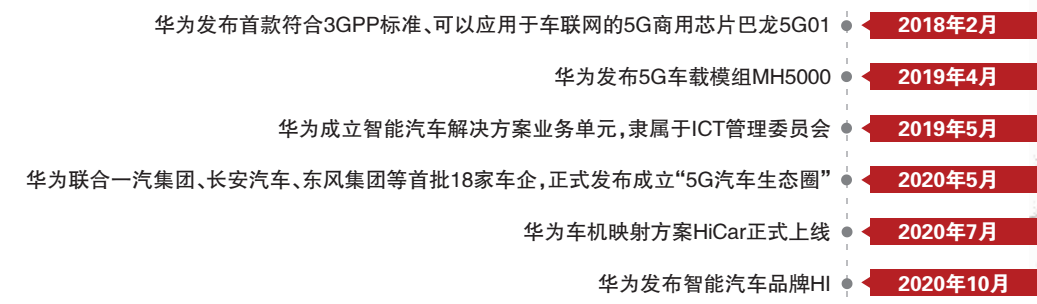 华为发布首款符合3GPP标准、可以应用于车联网的5G商用芯片巴龙5G01 2018年2月
华为发布5G车载模组MH5000 2019年4月
华为成立智能汽车解决方案业务单元,隶属于ICT管理委员会 2019年5月
华为联合一汽集团、长安汽车、东风集团等首批18家车企,正式发布成立“5G汽车生态圈” 2020年5月
华为车机映射方案HiCar正式上线 2020年7月
华为发布智能汽车品牌HI 2020年10月